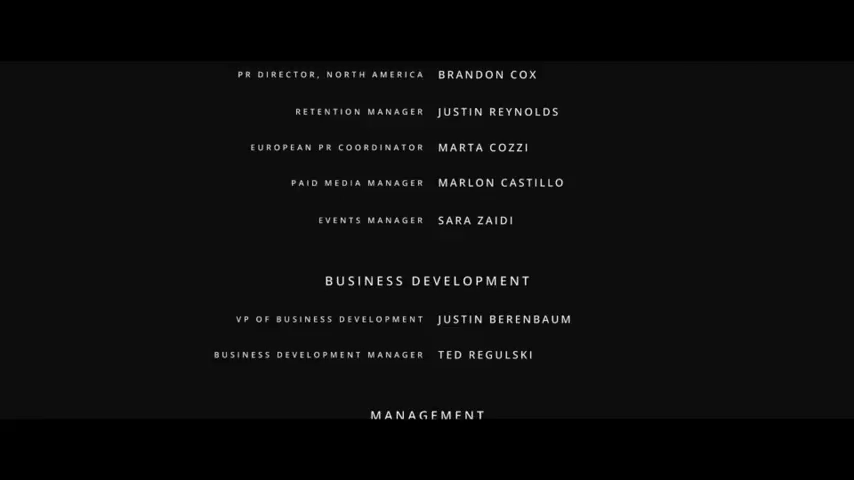 PR DIRECTOR, NORTH AMERICA BRANDON COX
RETENTION MANAGER JUSTIN REYNOLDS
EUROPEAN PR COORDINATOR MARTA COZZI
PAID MEDIA MANAGER MARLON CASTILLO
EVENTS MANAGER SARA ZAIDI
BUSINESS DEVELOPMENT
VP OF BUSINESS DEVELOPMENT JUSTIN BERENBAUM
BUSINESS DEVELOPMENT MANAGER TED REGULSKI
MANAGEMENT